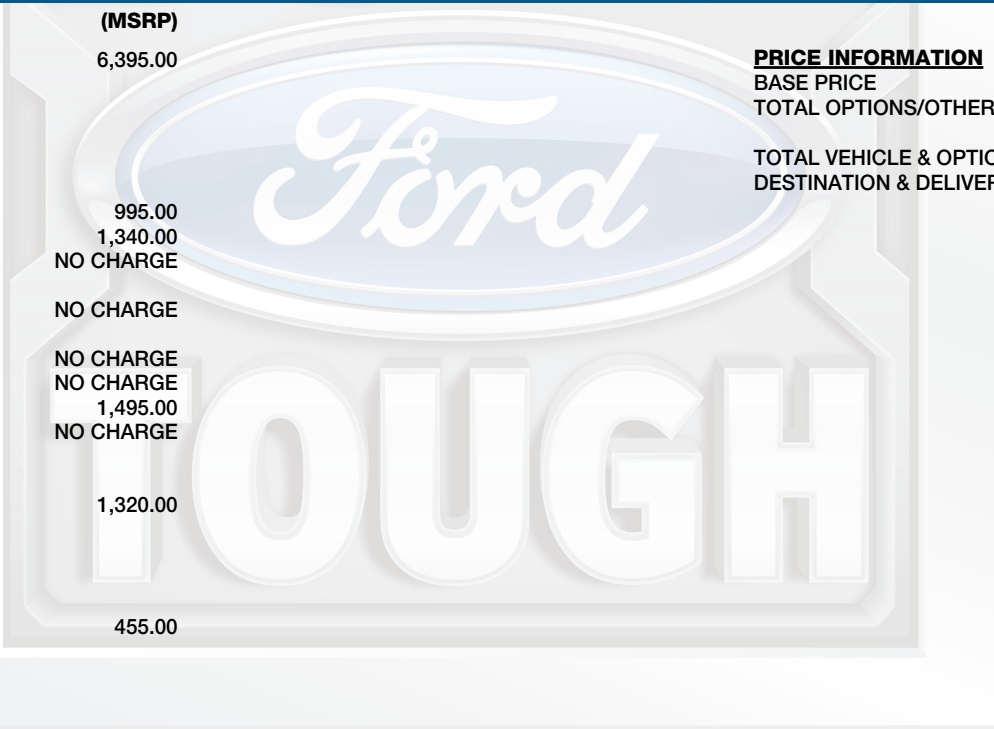 (MSRP)
6,395.00
995.00
1,340.00
NO CHARGE
NO CHARGE
NO CHARGE
NO CHARGE
1,495.00
NO CHARGE
1,320.00
455.00
PRICE INFORMATION
BASE PRICE
TOTAL OPTIONS/OTHER
TOTAL VEHICLE & OPTIO
DESTINATION & DELIVER
Ford
TOUGH